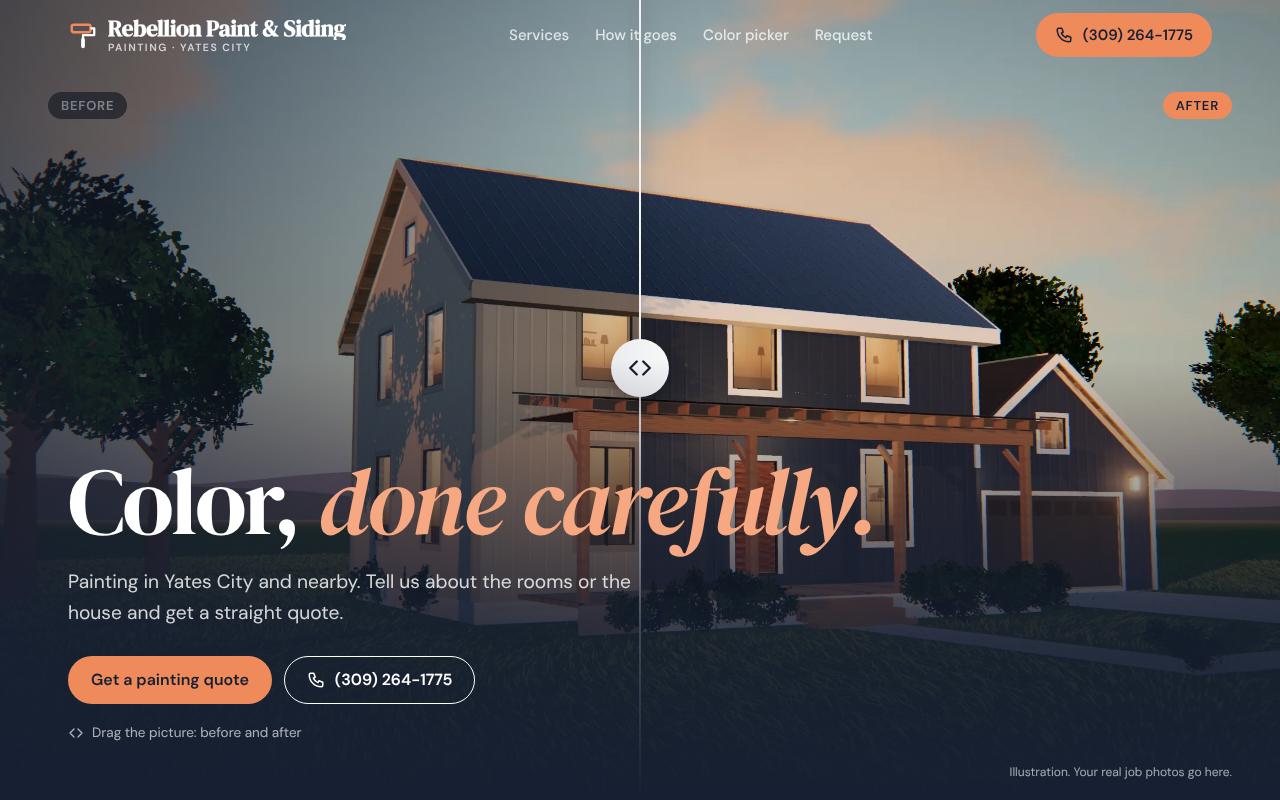 Rebellion Paint & Siding
PAINTING · YATES CITY
Services
How it goes
Color picker
Request
(309) 264-1775
BEFORE
AFTER
Color, done carefully.
Painting in Yates City and nearby. Tell us about the rooms or the
house and get a straight quote.
Get a painting quote
(309) 264-1775
Drag the picture: before and after
Illustration. Your real job photos go here.